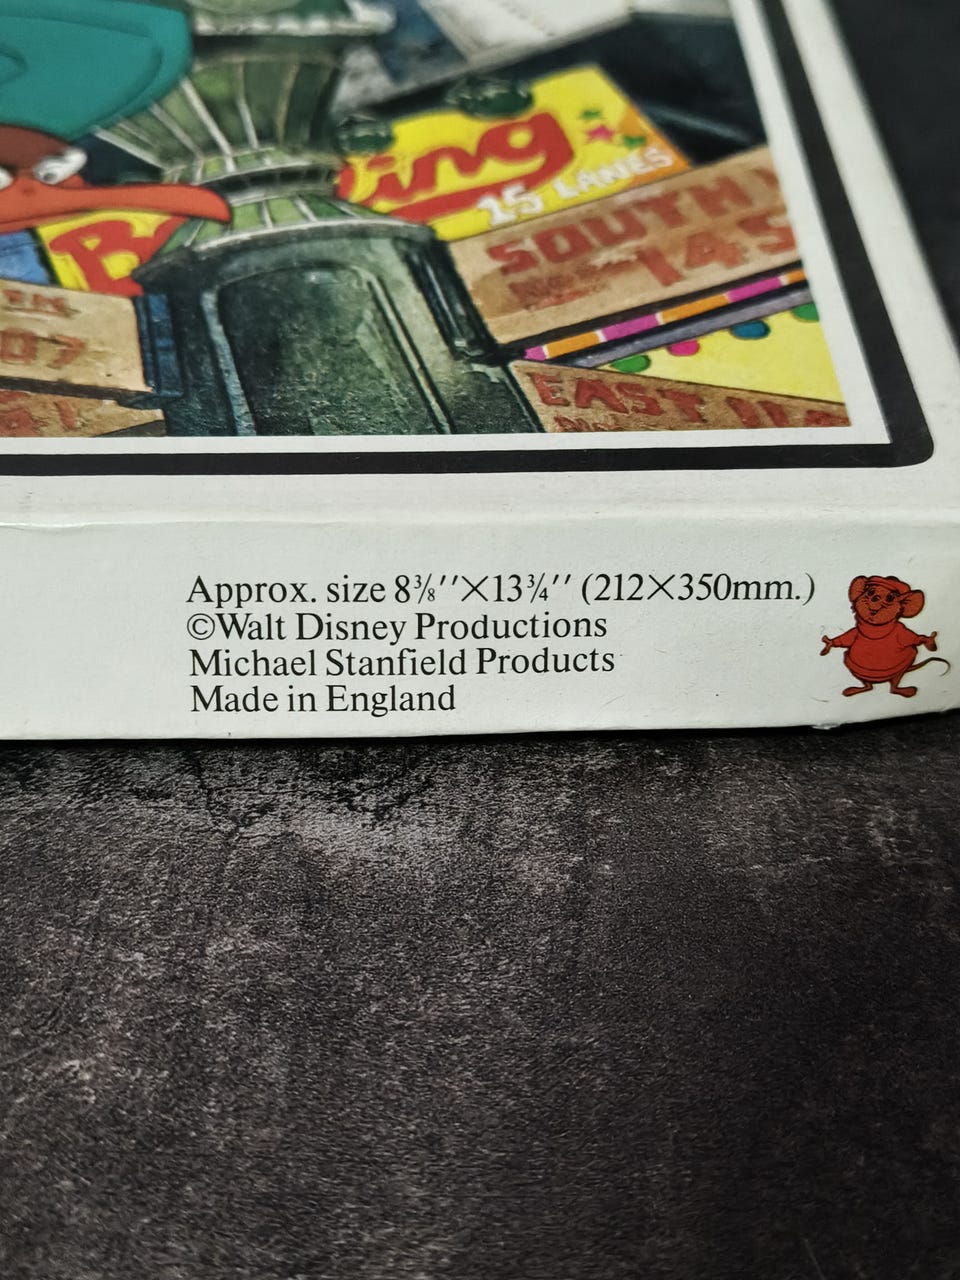 ing
15 LANES
B
SOUTH
145
07
EAST
Approx. size 8⅜′′×13¾′′ (212×350mm.)
©Walt Disney Productions
Michael Stanfield Products
Made in England